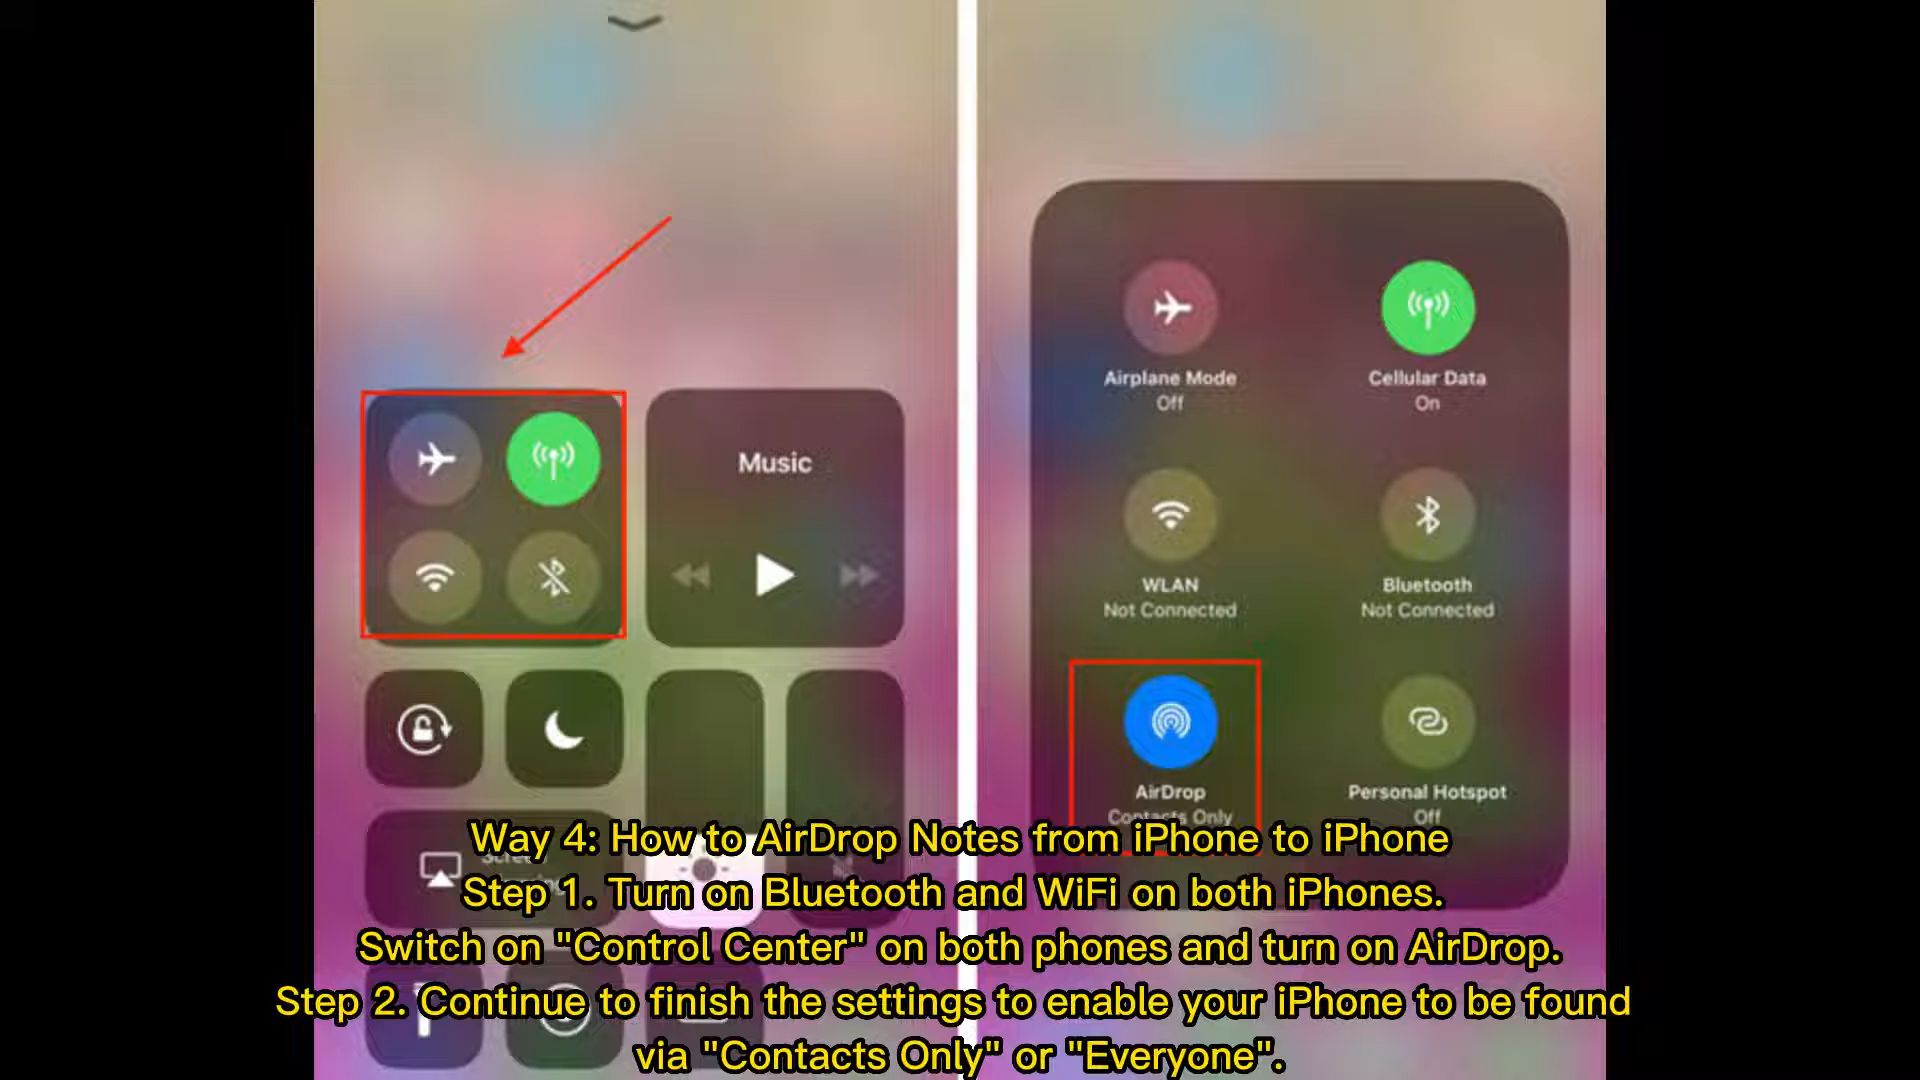 Music
Airplane Mode
Off
Cellular Data
On
WLAN
Not Connected
Bluetooth
Not Connected
AirDrop
Contacts Only
Personal Hotspot
Off
Way 4: How to AirDrop Notes from iPhone to iPhone
Step 1. Turn on Bluetooth and WiFi on both iPhones.
Switch on "Control Center" on both phones and turn on AirDrop.
Step 2. Continue to finish the settings to enable your iPhone to be found
via "Contacts Only" or "Everyone".